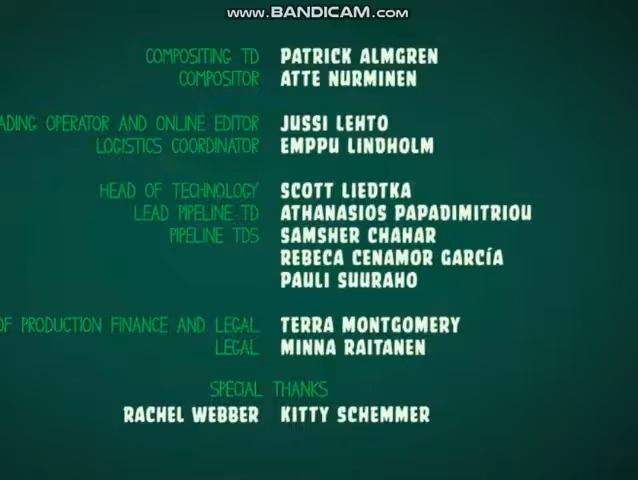 www.BANDICAM.com
COMPOSITING TD PATRICK ALMGREN
COMPOSITOR ATTE NURMINEN
ADING OPERATOR AND ONLINE EDITOR JUSSI LEHTO
LOGISTICS COORDINATOR EMPPU LINDHOLM
HEAD OF TECHNOLOGY SCOTT LIEDTKA
LEAD PIPELINE TD ATHANASIOS PAPADIMITRIOU
PIPELINE TDS SAMSHER CHAHAR
REBECA CENAMOR GARCÍA
PAULI SUURAHO
OF PRODUCTION FINANCE AND LEGAL TERRA MONTGOMERY
LEGAL MINNA RAITANEN
SPECIAL THANKS
RACHEL WEBBER KITTY SCHEMMER